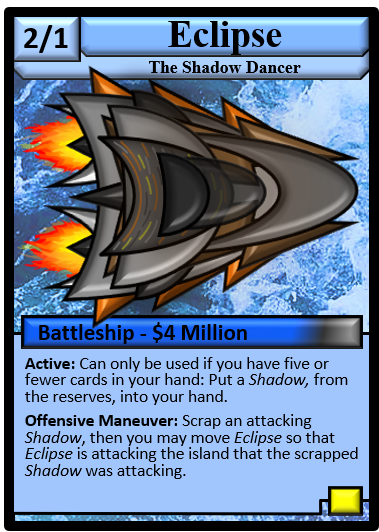 2/1
Eclipse
The Shadow Dancer
Battleship - $4 Million
Active: Can only be used if you have five or
fewer cards in your hand: Put a Shadow, from
the reserves, into your hand.
Offensive Maneuver: Scrap an attacking
Shadow, then you may move Eclipse so that
Eclipse is attacking the island that the scrapped
Shadow was attacking.